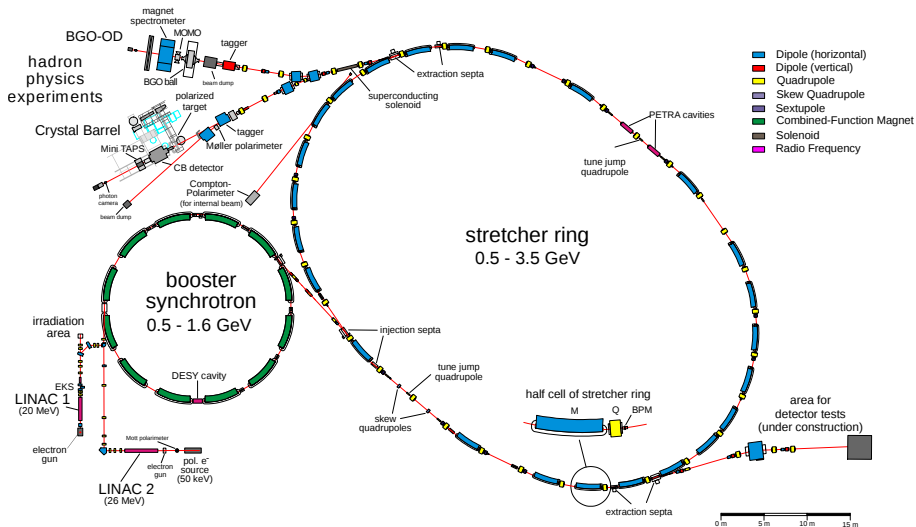 magnet
spectrometer
MOMO
BGO-OD
tagger
BGO ball
beam dump
hadron
physics
experiments
extraction septa
superconducting
solenoid
polarized
target
Crystal Barrel
tagger
Møller polarimeter
Mini TAPS
CB detector
photon
camera
beam dump
Compton-
Polarimeter
(for internal beam)
PETRA cavities
tune jump
quadrupole
Dipole (horizontal)
Dipole (vertical)
Quadrupole
Skew Quadrupole
Sextupole
Combined-Function Magnet
Solenoid
Radio Frequency
stretcher ring
0.5 - 3.5 GeV
booster
synchrotron
0.5 - 1.6 GeV
irradiation
area
injection septa
DESY cavity
EKS
LINAC 1
(20 MeV)
electron
gun
tune jump
quadrupole
skew
quadrupoles
half cell of stretcher ring
M
Q
BPM
area for
detector tests
(under construction)
Mott polarimeter
electron
gun
pol. e⁻
source
(50 keV)
LINAC 2
(26 MeV)
extraction septa
0 m
5 m
10 m
15 m